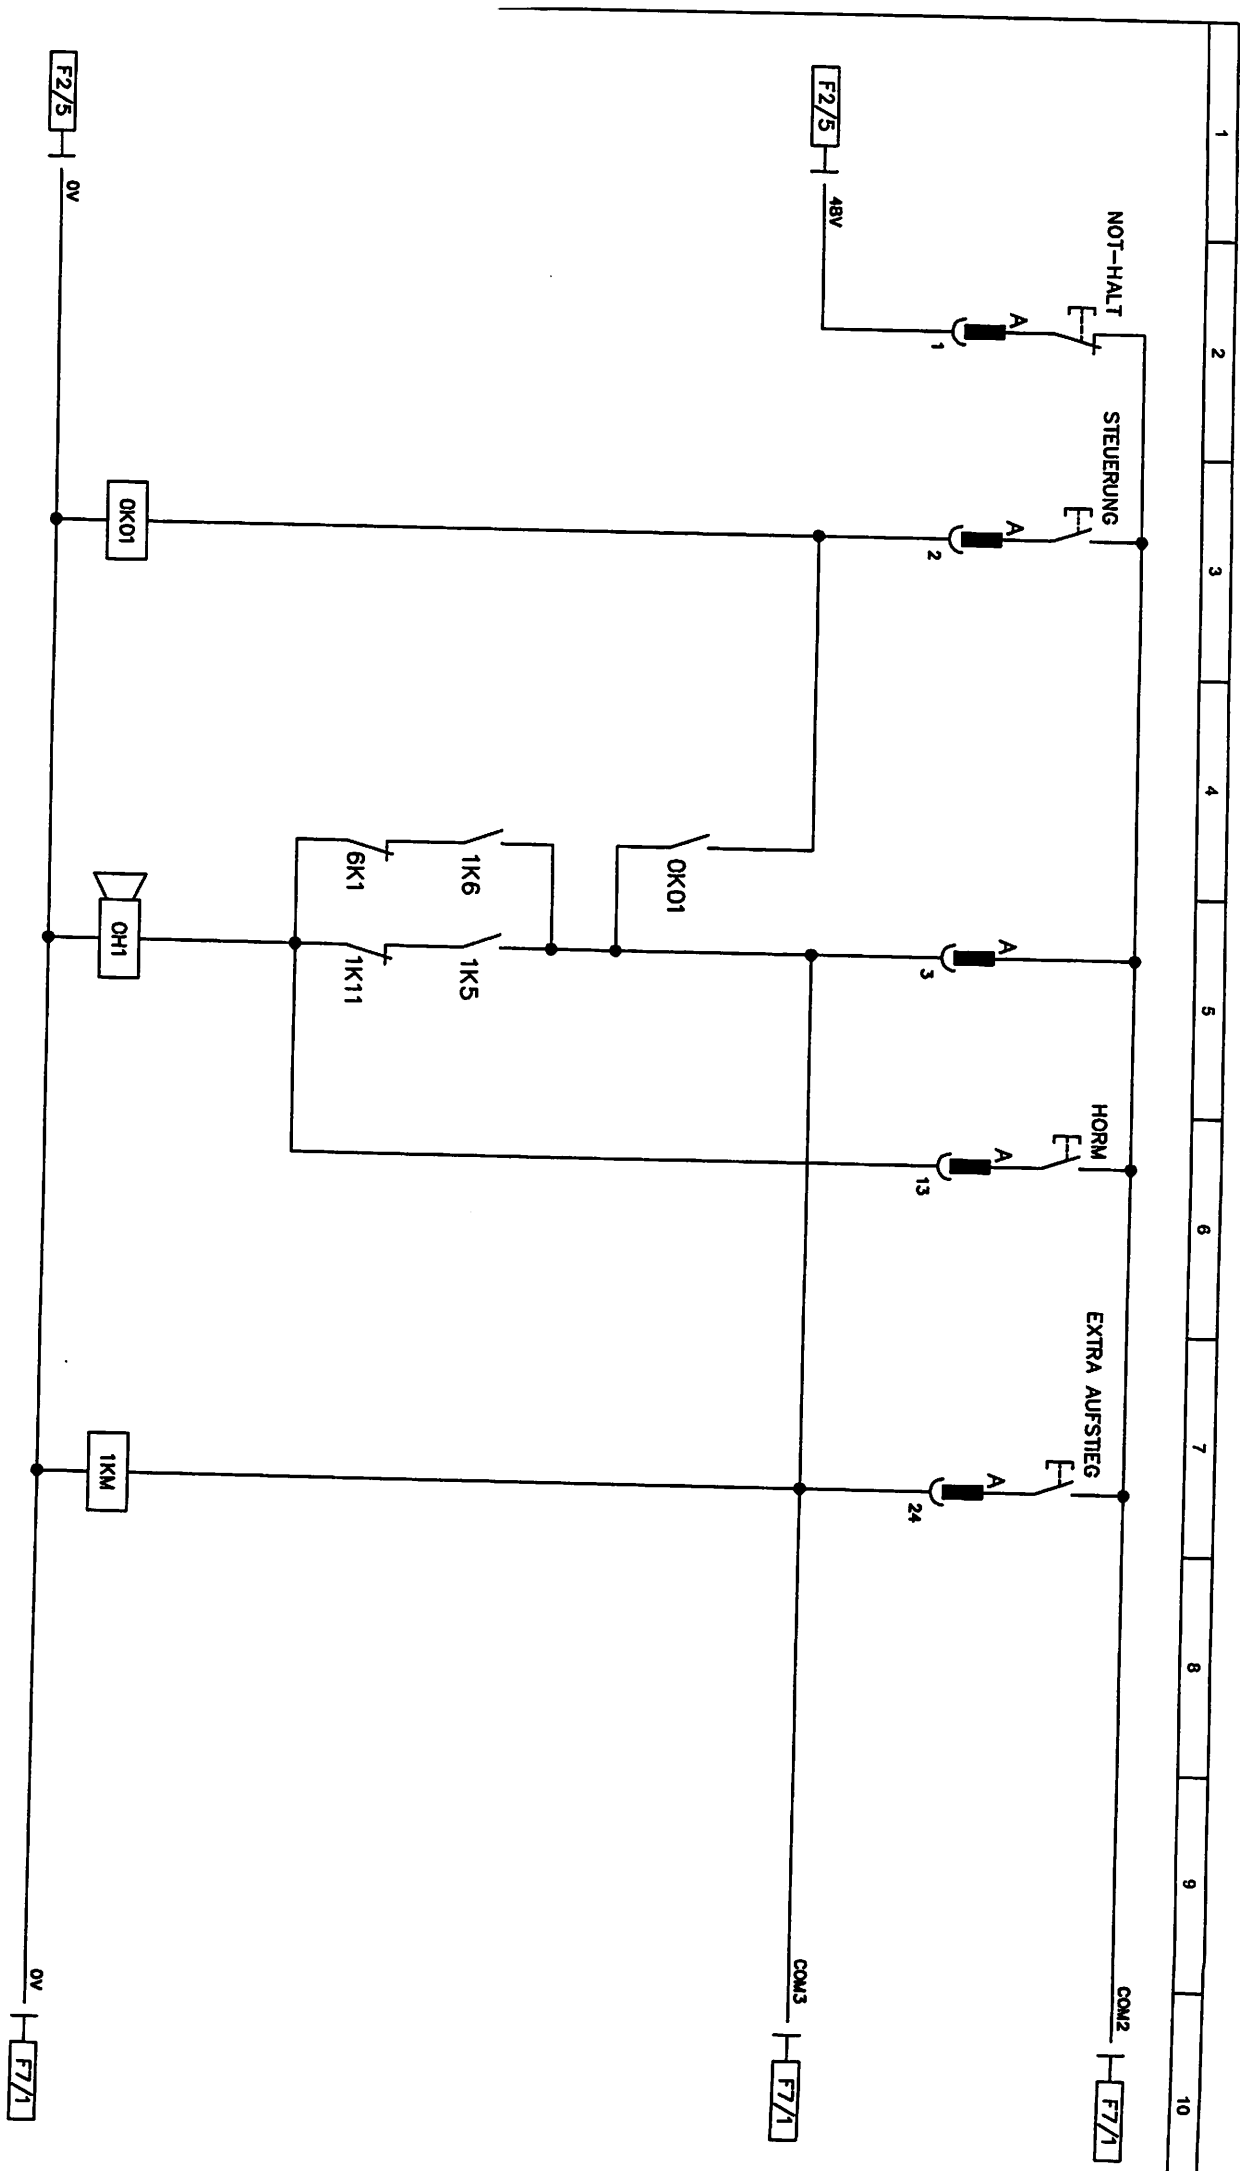 1
2
3
4
5
6
7
8
9
10
NOT-HALT
STEUERUNG
HORM
EXTRA AUFSTIEG
COM2
F7/1
A
1
A
2
A
3
A
13
A
24
F2/5
48V
COM3
F7/1
0K01
1K6
1K5
6K1
1K11
0K01
0H1
1KM
F2/5
0V
0V
F7/1